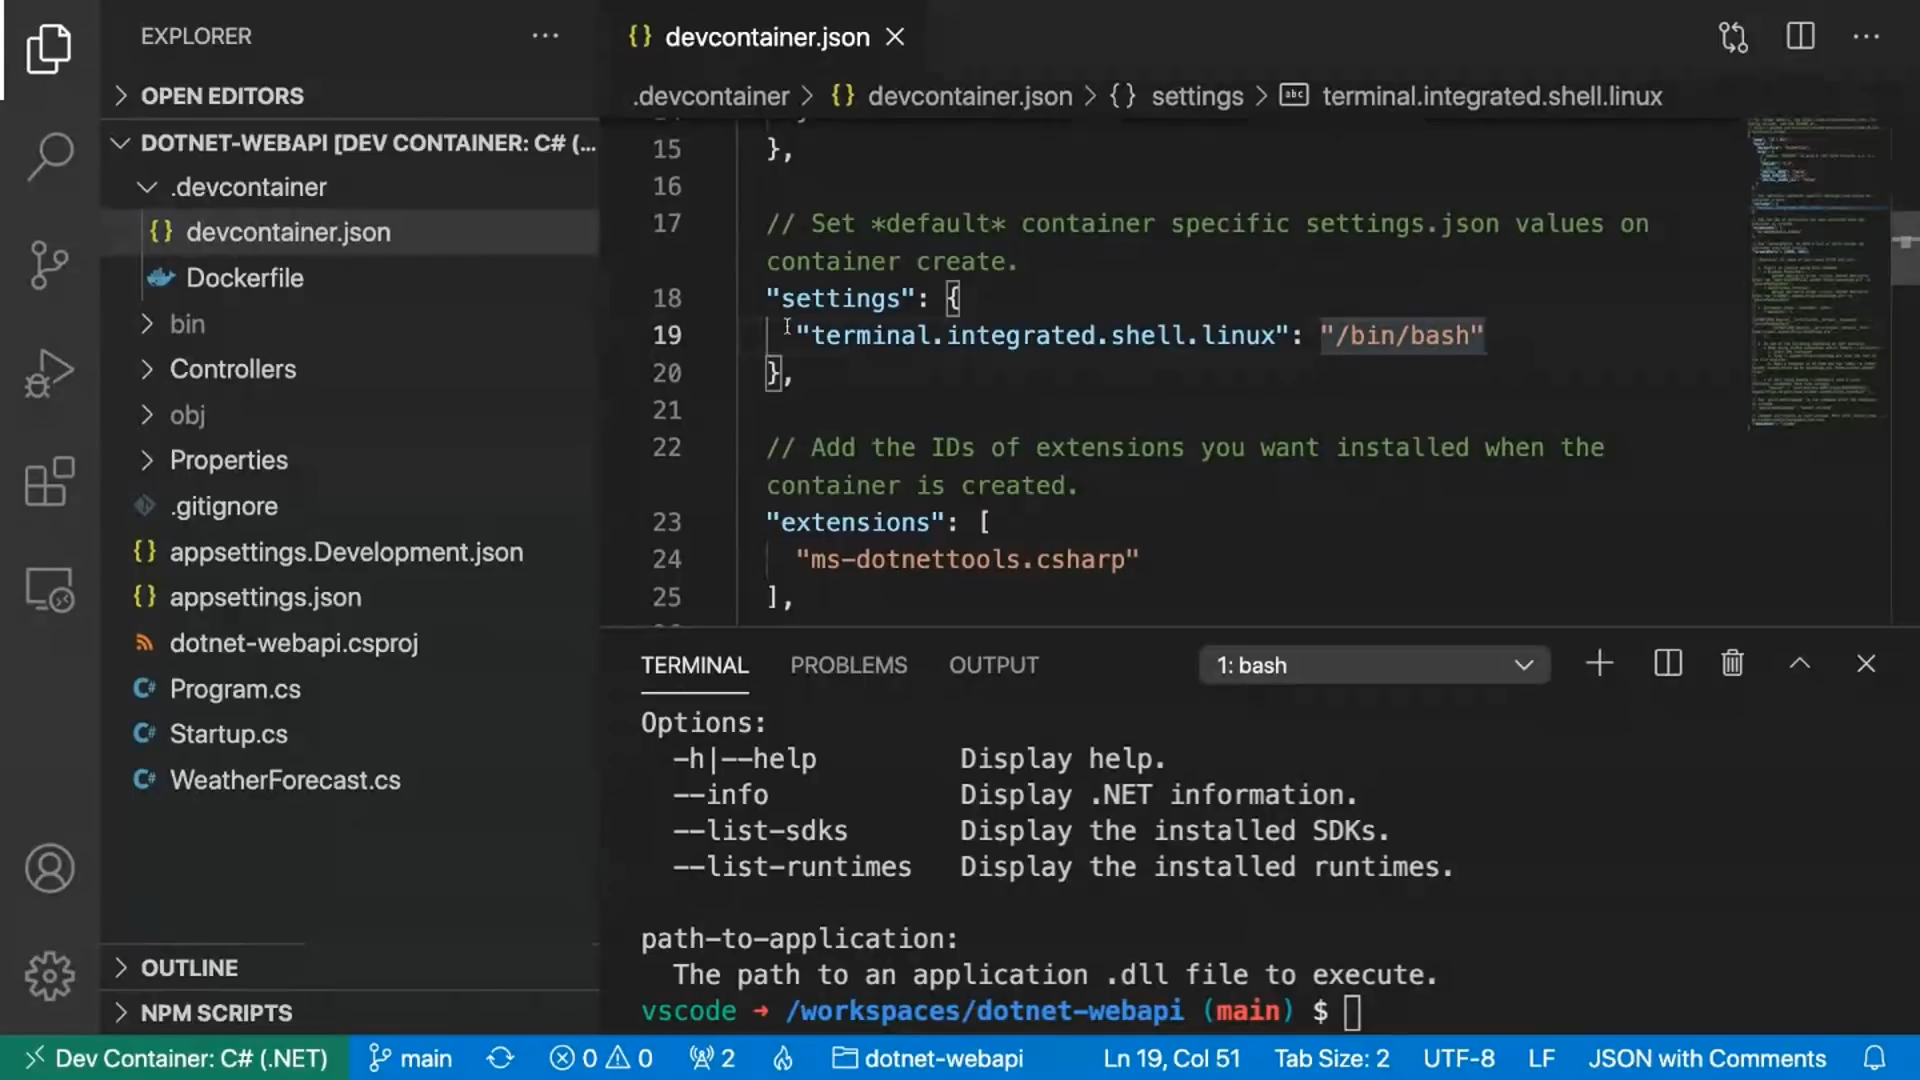 EXPLORER
OPEN EDITORS
DOTNET-WEBAPI [DEV CONTAINER: C# (...
.devcontainer
devcontainer.json
Dockerfile
bin
Controllers
obj
Properties
.gitignore
appsettings.Development.json
appsettings.json
dotnet-webapi.csproj
Program.cs
Startup.cs
WeatherForecast.cs
OUTLINE
NPM SCRIPTS
devcontainer.json
.devcontainer > {} devcontainer.json > {} settings > abc terminal.integrated.shell.linux
15 },
16
17 // Set *default* container specific settings.json values on
container create.
18 "settings": {
19 "terminal.integrated.shell.linux": "/bin/bash"
20 },
21
22 // Add the IDs of extensions you want installed when the
container is created.
23 "extensions": [
24 "ms-dotnettools.csharp"
25 ],
TERMINAL PROBLEMS OUTPUT 1: bash
Options:
-h|--help Display help.
--info Display .NET information.
--list-sdks Display the installed SDKs.
--list-runtimes Display the installed runtimes.
path-to-application:
The path to an application .dll file to execute.
vscode → /workspaces/dotnet-webapi (main) $
Dev Container: C# (.NET) main 0 0 2 dotnet-webapi Ln 19, Col 51 Tab Size: 2 UTF-8 LF JSON with Comments